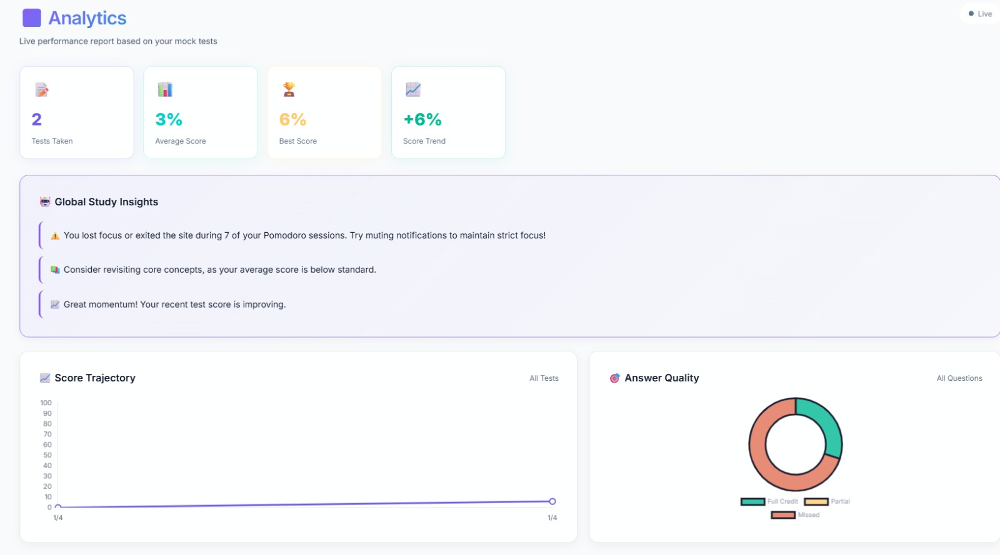 Analytics
Live
Live performance report based on your mock tests
2
Tests Taken
3%
Average Score
6%
Best Score
+6%
Score Trend
Global Study Insights
You lost focus or exited the site during 7 of your Pomodoro sessions. Try muting notifications to maintain strict focus!
Consider revisiting core concepts, as your average score is below standard.
Great momentum! Your recent test score is improving.
Score Trajectory
All Tests
100
90
80
70
60
50
40
30
20
10
0
1/4
1/4
Answer Quality
All Questions
Full Credit
Partial
Missed